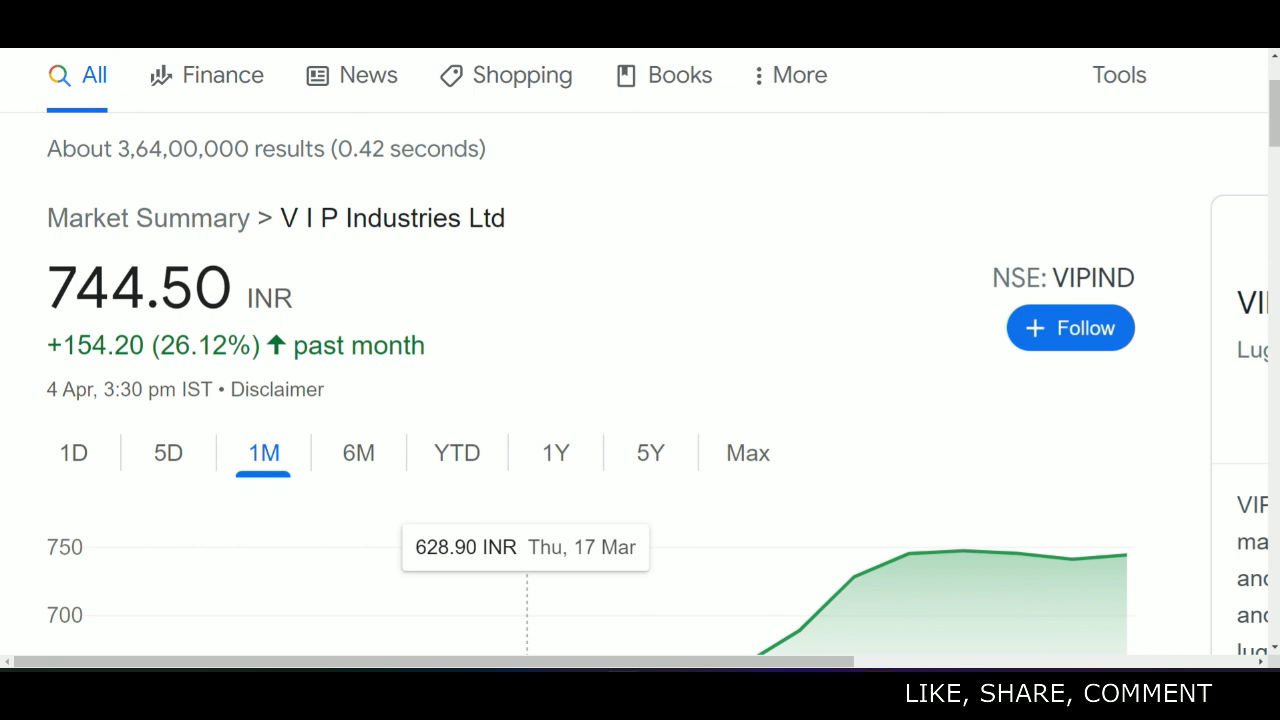 All Finance News Shopping Books More Tools
About 3,64,00,000 results (0.42 seconds)
Market Summary > V I P Industries Ltd
744.50 INR
+154.20 (26.12%) past month
4 Apr, 3:30 pm IST • Disclaimer
NSE: VIPIND
+ Follow
1D 5D 1M 6M YTD 1Y 5Y Max
628.90 INR Thu, 17 Mar
750
700
LIKE, SHARE, COMMENT